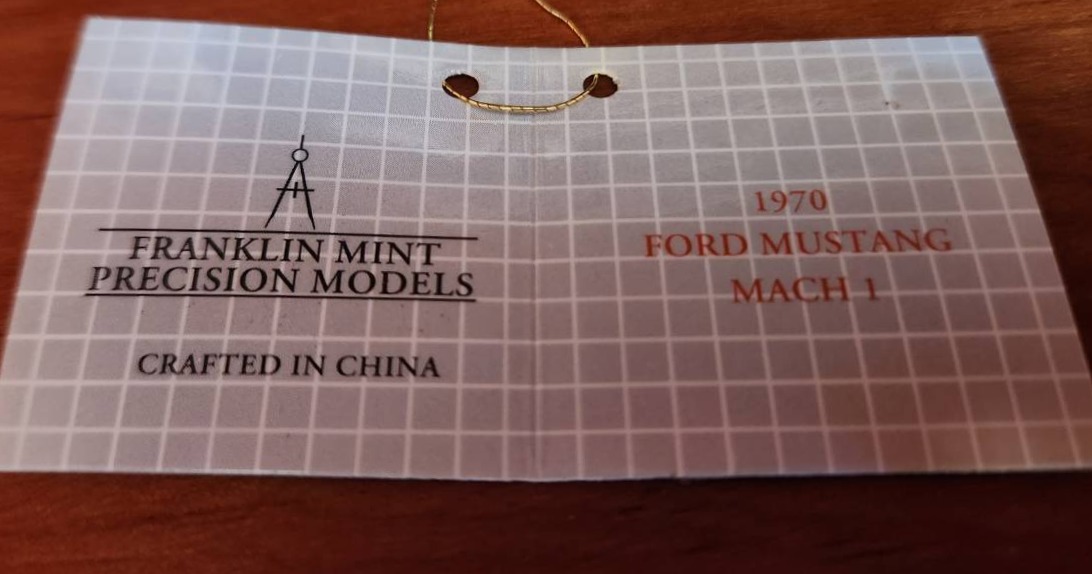 FRANKLIN MINT
PRECISION MODELS
CRAFTED IN CHINA
1970
FORD MUSTANG
MACH 1